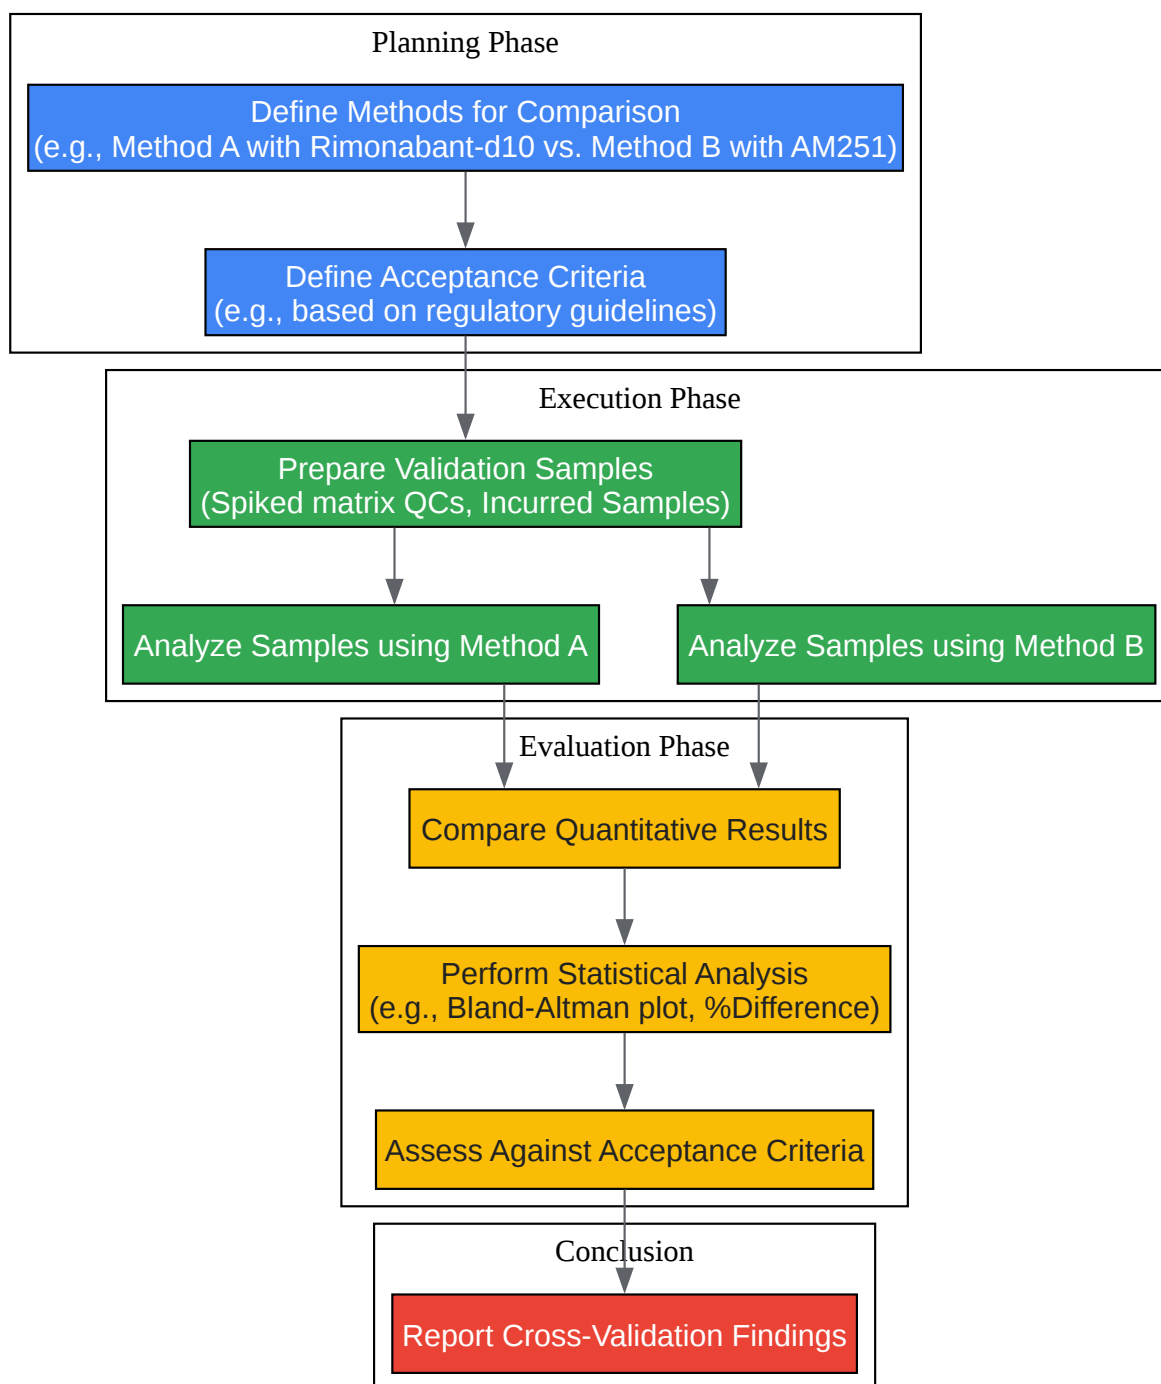 Planning Phase
Define Methods for Comparison
(e.g., Method A with Rimonabant-d10 vs. Method B with AM251)
Define Acceptance Criteria
(e.g., based on regulatory guidelines)
Execution Phase
Prepare Validation Samples
(Spiked matrix QCs, Incurred Samples)
Analyze Samples using Method A
Analyze Samples using Method B
Evaluation Phase
Compare Quantitative Results
Perform Statistical Analysis
(e.g., Bland-Altman plot, %Difference)
Assess Against Acceptance Criteria
Conclusion
Report Cross-Validation Findings